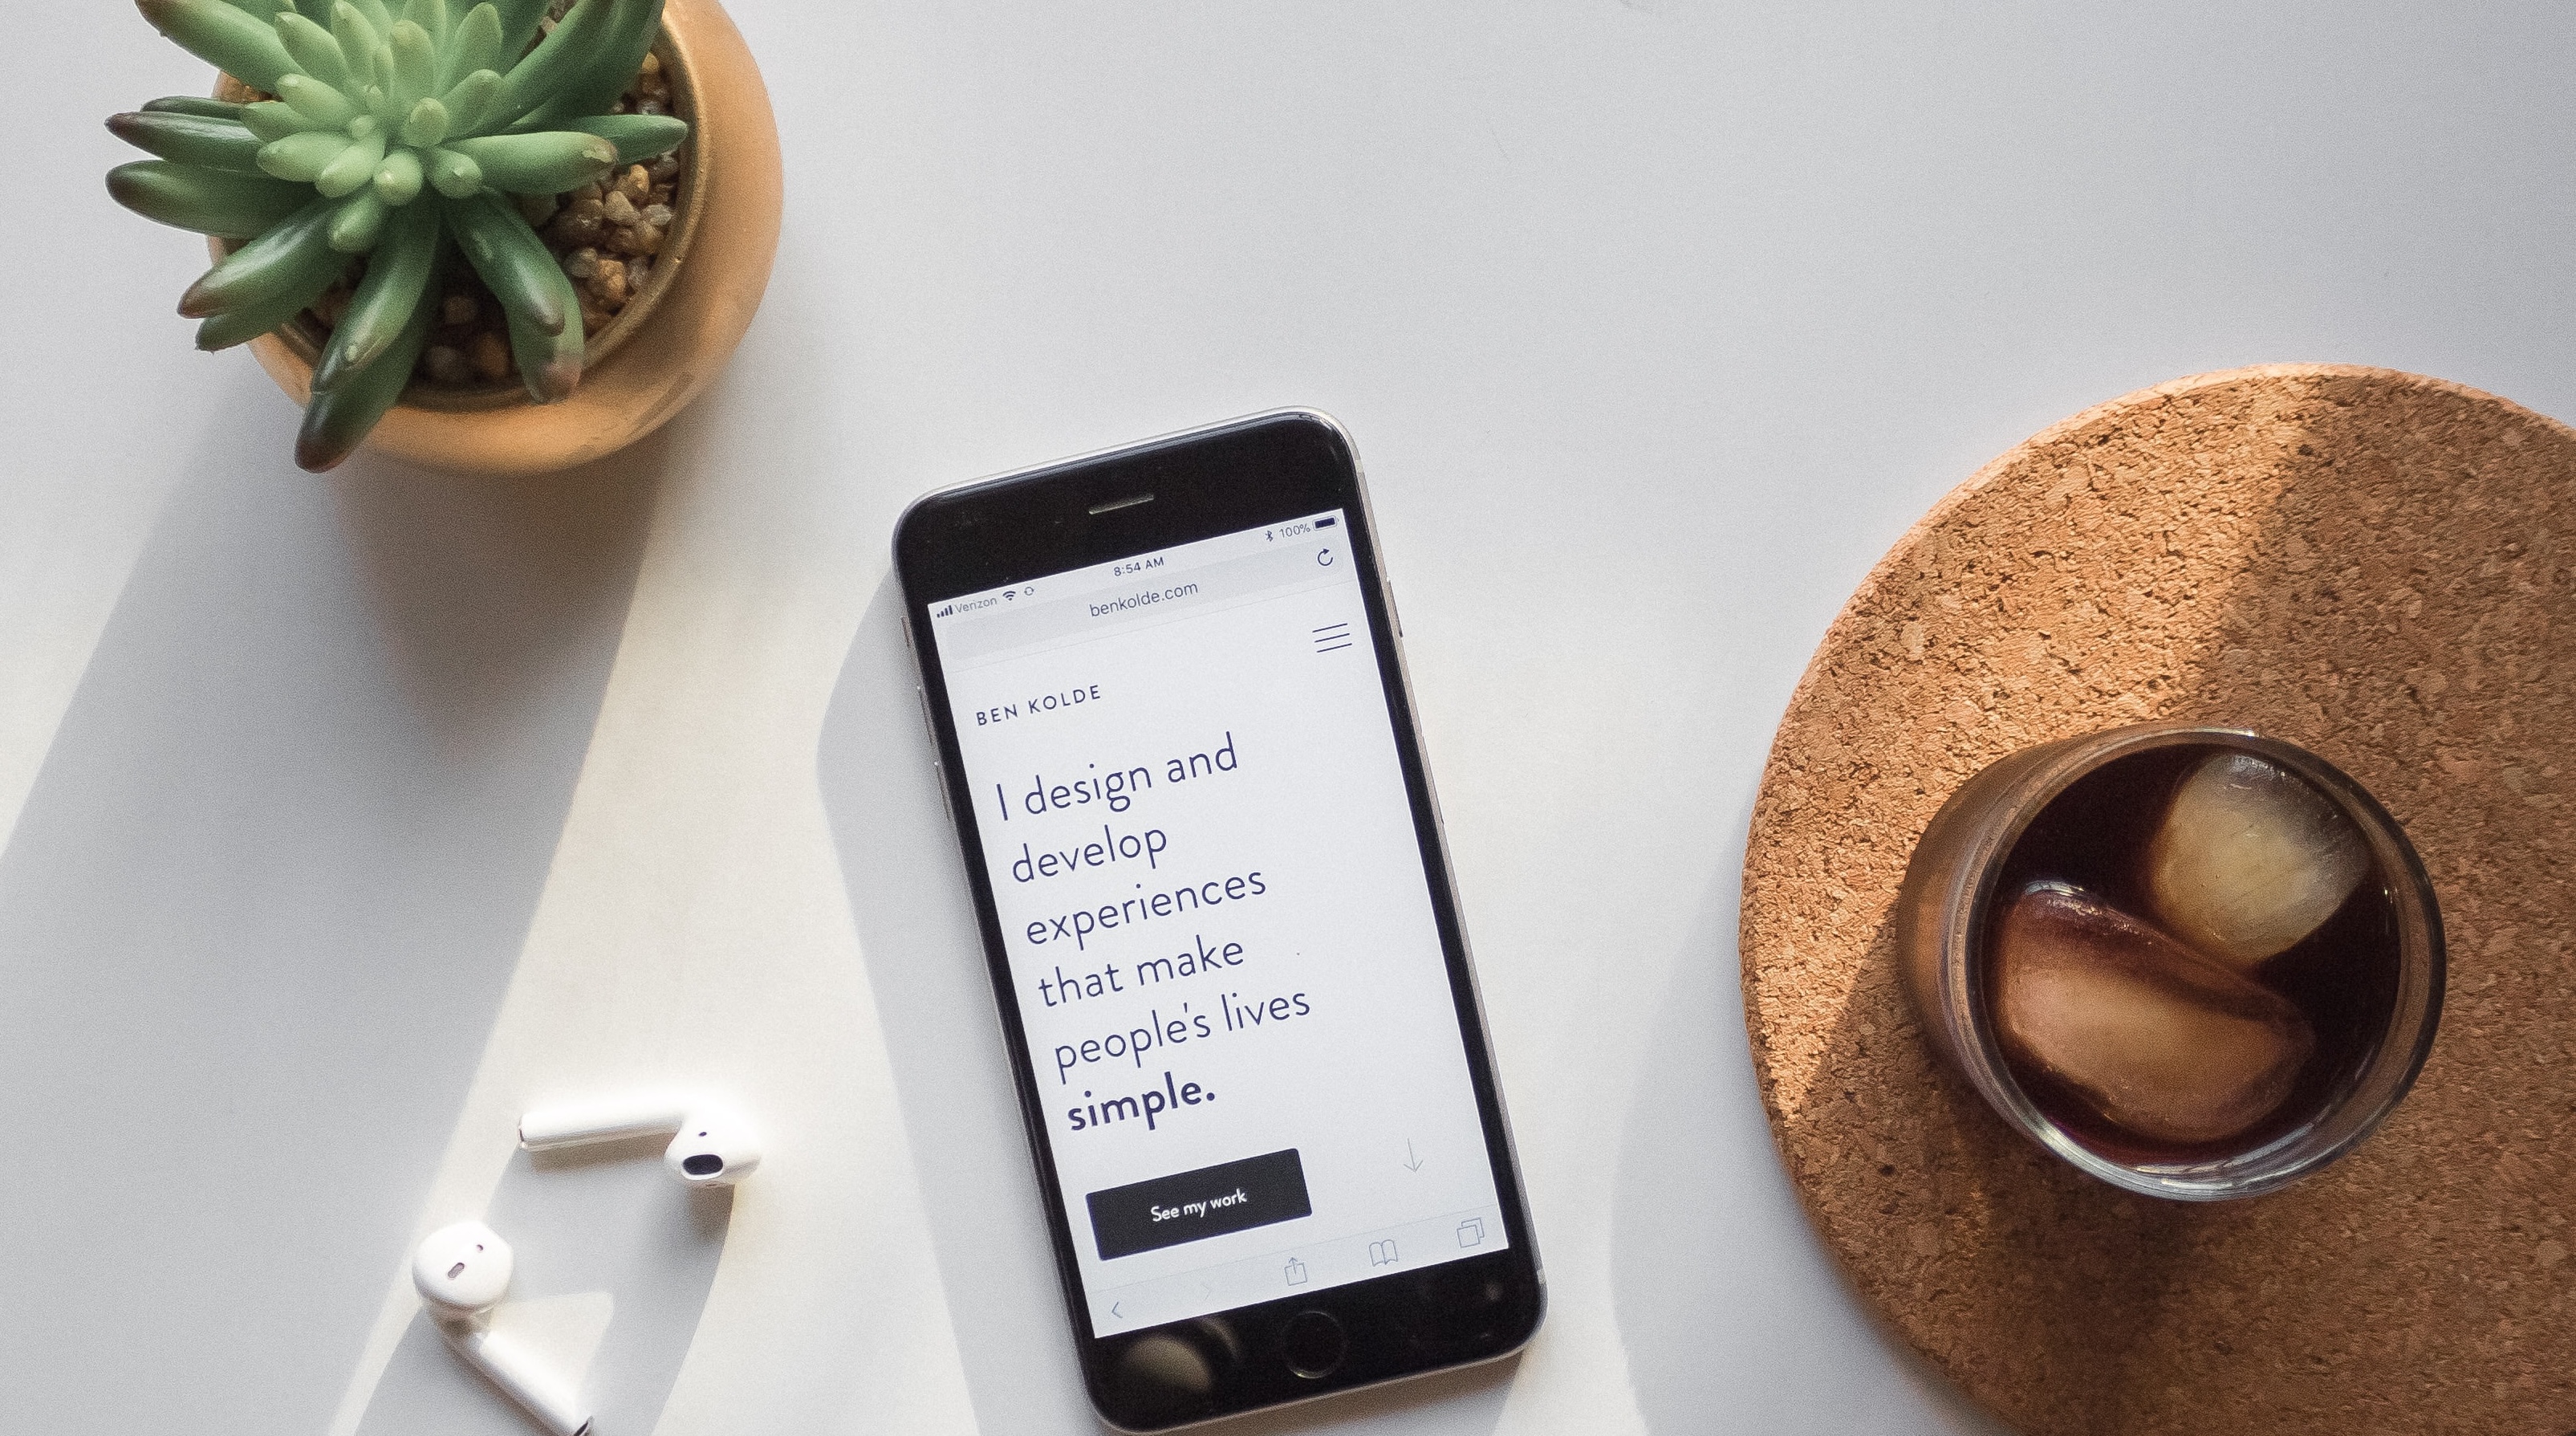 Verizon 8:54 AM 100%
benkolde.com
BEN KOLDE
I design and
develop
experiences
that make
people's lives
simple.
See my work